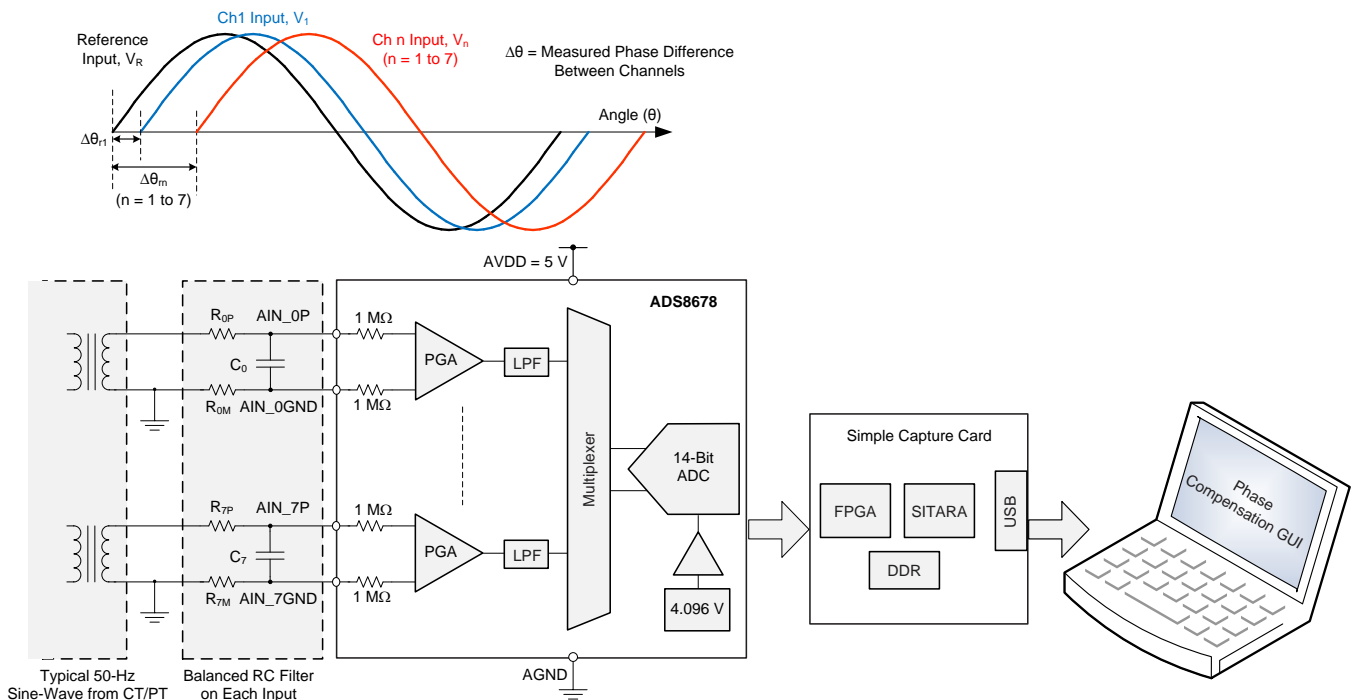 Ch1 Input, V1
Reference
Input, VR
Ch n Input, Vn
(n = 1 to 7)
Δθ = Measured Phase Difference
Between Channels
Angle (θ)
Δθr1
Δθrn
(n = 1 to 7)
AVDD = 5 V
ADS8678
R0P
AIN_0P
1 MΩ
C0
PGA
LPF
R0M
AIN_0GND
1 MΩ
Multiplexer
14-Bit
ADC
R7P
AIN_7P
1 MΩ
C7
PGA
LPF
R7M
AIN_7GND
1 MΩ
4.096 V
AGND
Simple Capture Card
FPGA
SITARA
USB
DDR
Phase
Compensation GUI
Typical 50-Hz
Sine-Wave from CT/PT
Balanced RC Filter
on Each Input